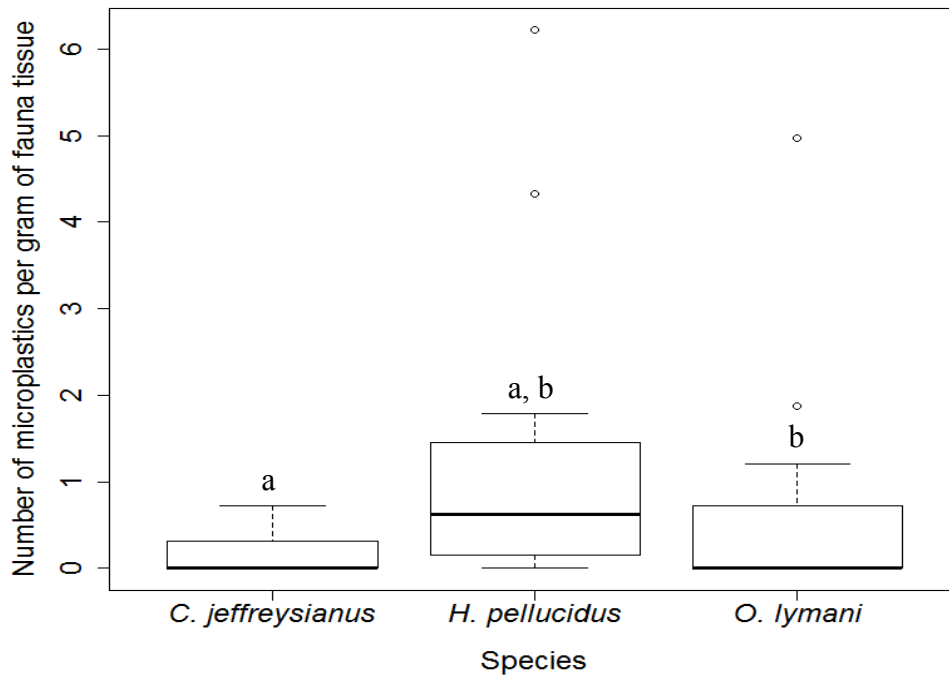 Number of microplastics per gram of fauna tissue
6
5
4
3
2
1
0
a
a, b
b
C. jeffreysianus H. pellucidus O. lymani
Species